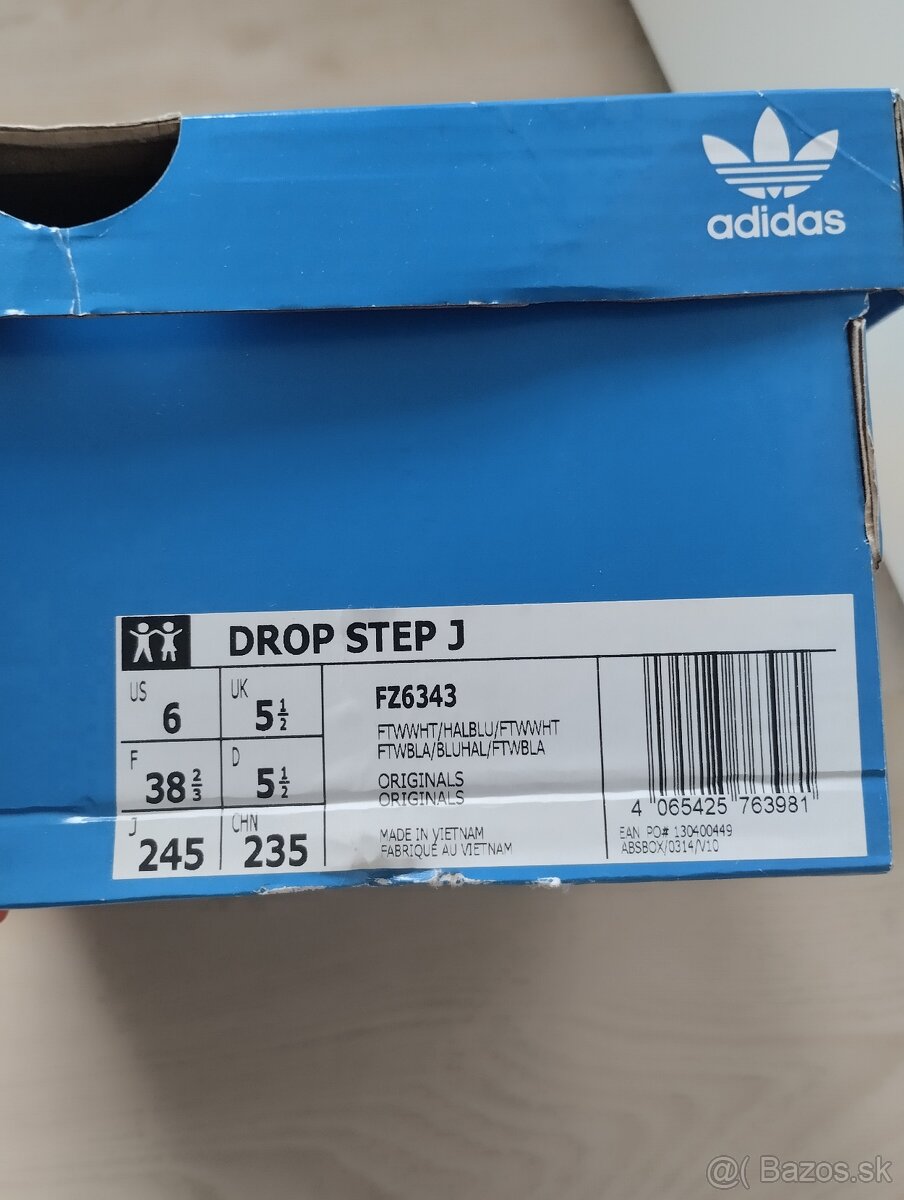 adidas
DROP STEP J
US 6
UK 5 1/2
F 38 2/3
D 5 1/2
J 245
CHN 235
FZ6343
FTWWHT/HALBLU/FTWWHT
FTWBLA/BLUHAL/FTWBLA
ORIGINALS
ORIGINALS
MADE IN VIETNAM
FABRIQUÉ AU VIETNAM
4 065425 763981
EAN PO# 130400449
ABSBOX/0314/V10
@( Bazos.sk